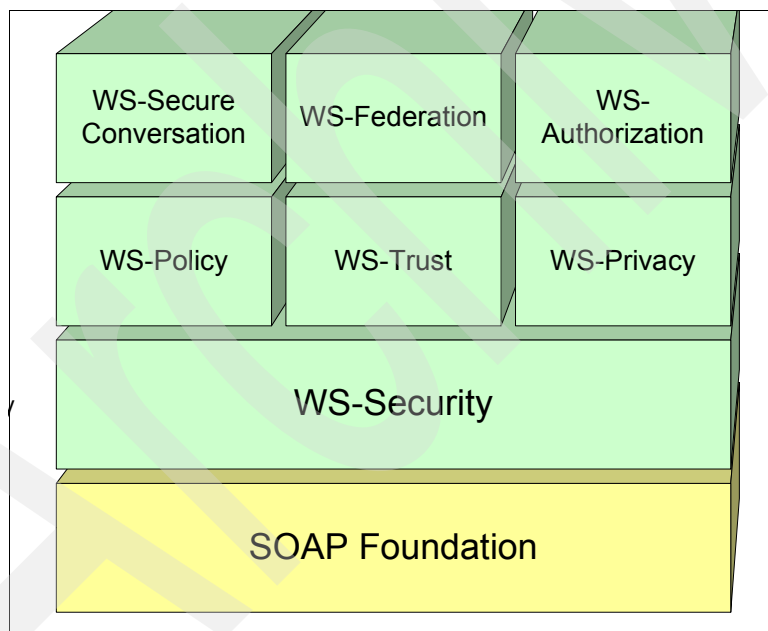 WS-Secure
Conversation
WS-Federation
WS-
Authorization
WS-Policy
WS-Trust
WS-Privacy
WS-Security
SOAP Foundation